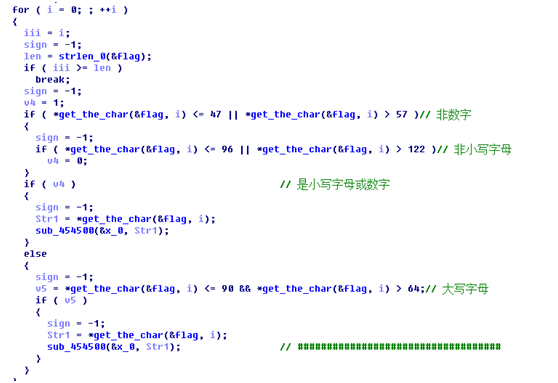 for ( i = 0; ; ++i )
{
iii = i;
sign = -1;
len = strlen_0(&flag);
if ( iii >= len )
break;
sign = -1;
v4 = 1;
if ( *get_the_char(&flag, i) <= 47 || *get_the_char(&flag, i) > 57 )// 非数字
{
sign = -1;
if ( *get_the_char(&flag, i) <= 96 || *get_the_char(&flag, i) > 122 )// 非小写字母
v4 = 0;
}
if ( v4 ) // 是小写字母或数字
{
sign = -1;
Str1 = *get_the_char(&flag, i);
sub_454500(&x_0, Str1);
}
else
{
sign = -1;
v5 = *get_the_char(&flag, i) <= 90 && *get_the_char(&flag, i) > 64;// 大写字母
if ( v5 )
{
sign = -1;
Str1 = *get_the_char(&flag, i);
sub_454500(&x_0, Str1); // ###################################
}
}